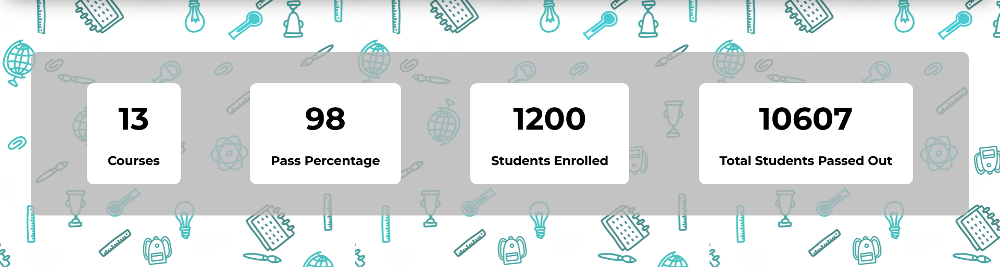 13
Courses
98
Pass Percentage
1200
Students Enrolled
10607
Total Students Passed Out